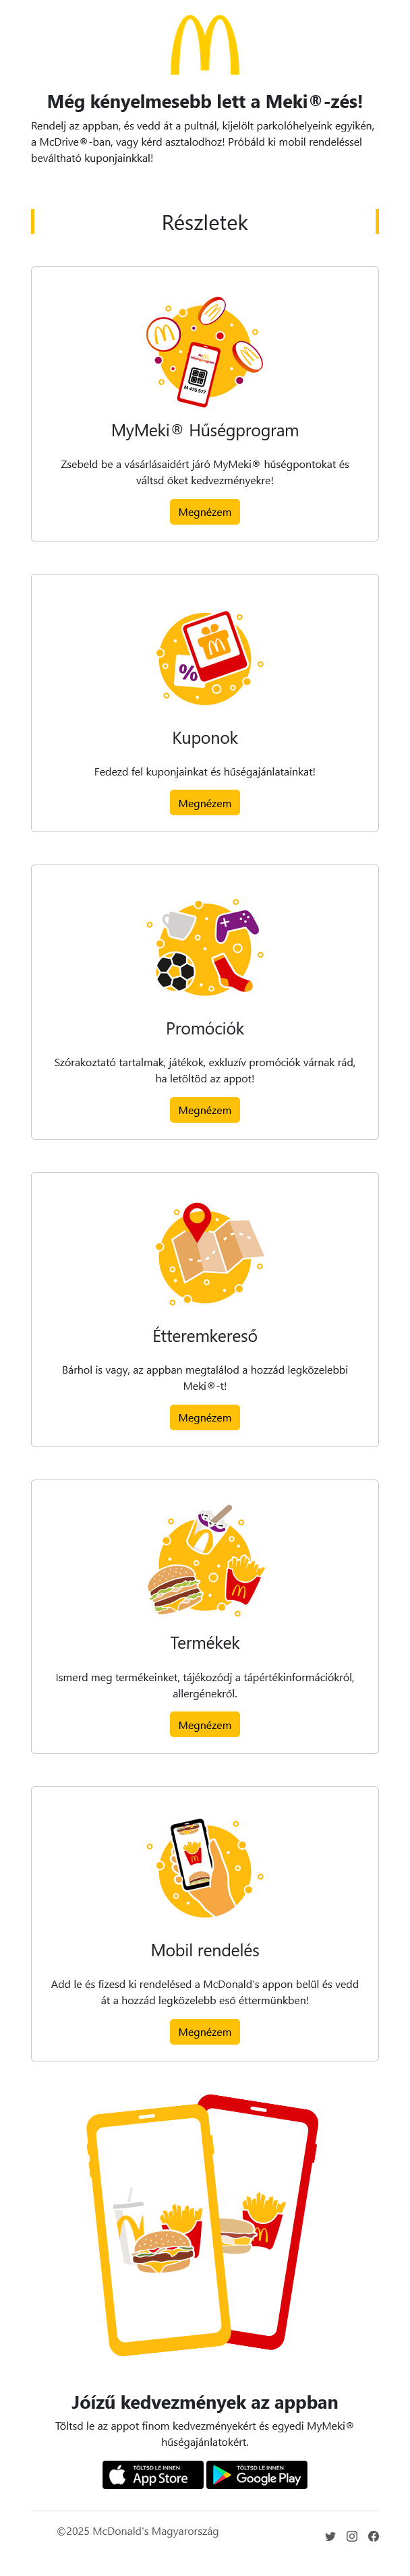 Még kényelmesebb lett a Meki®-zés!
Rendelj az appban, és vedd át a pultnál, kijelölt parkolóhelyeink egyikén,
a McDrive®-ban, vagy kérd asztalodhoz! Próbáld ki mobil rendeléssel
beváltható kuponjainkkal!
Részletek
M-475 577
MyMeki® Hűségprogram
Zsebeld be a vásárlásaidért járó MyMeki® hűségpontokat és
váltsd őket kedvezményekre!
Megnézem
%
Kuponok
Fedezd fel kuponjainkat és hűségajánlatainkat!
Megnézem
Promóciók
Szórakoztató tartalmak, játékok, exkluzív promóciók várnak rád,
ha letöltöd az appot!
Megnézem
Étteremkereső
Bárhol is vagy, az appban megtalálod a hozzád legközelebbi
Meki®-t!
Megnézem
Termékek
Ismerd meg termékeinket, tájékozódj a tápértékinformációkról,
allergénekről.
Megnézem
Mobil rendelés
Add le és fizesd ki rendelésed a McDonald's appon belül és vedd
át a hozzád legközelebb eső éttermünkben!
Megnézem
Jóízű kedvezmények az appban
Töltsd le az appot finom kedvezményekért és egyedi MyMeki®
hűségajánlatokért.
TÖLTSD LE INNEN
App Store
TÖLTSD LE INNEN
Google Play
©2025 McDonald's Magyarország